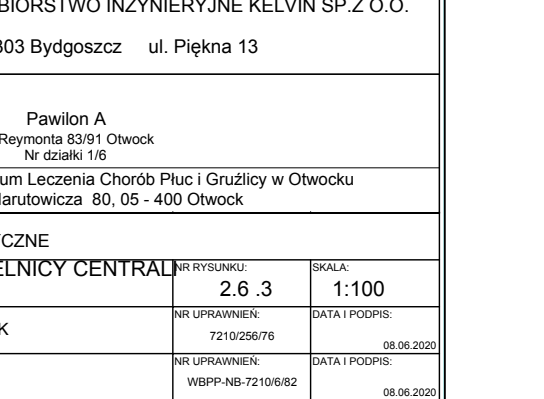 BIORSTWO INŻYNIERYJNE KELVIN SP.Z O.O.
303 Bydgoszcz ul. Piękna 13
Pawilon A
Reymonta 83/91 Otwock
Nr działki 1/6
um Leczenia Chorób Płuc i Gruźlicy w Otwocku
Narutowicza 80, 05 - 400 Otwock
YCZNE
ELNICY CENTRALI
NR RYSUNKU:
SKALA:
2.6 .3
1:100
K
NR UPRAWNIEŃ:
DATA I PODPIS:
7210/256/76
08.06.2020
NR UPRAWNIEŃ:
DATA I PODPIS:
WBPP-NB-7210/6/82
08.06.2020